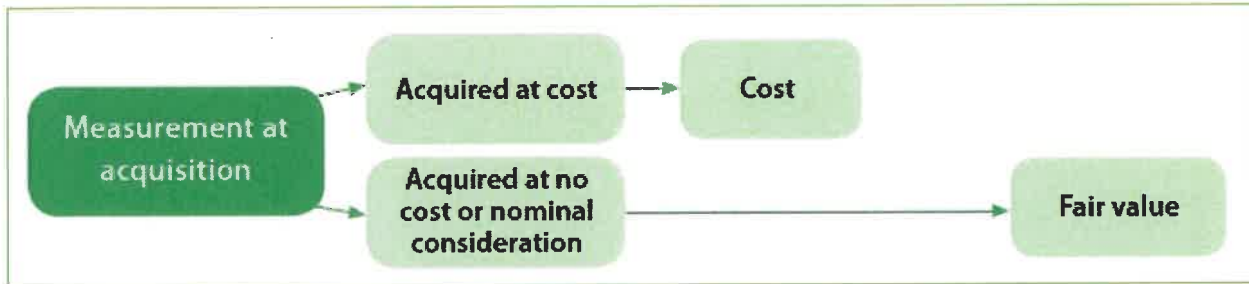 Measurement at
acquisition
Acquired at cost
Cost
Acquired at no
cost or nominal
consideration
Fair value